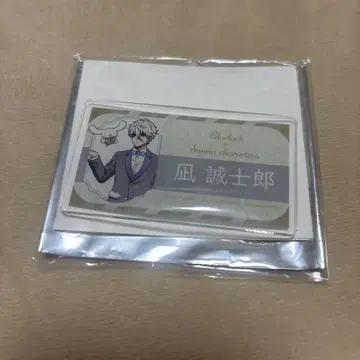 Bluelock
×
Sanrio characters
凪 誠士郎